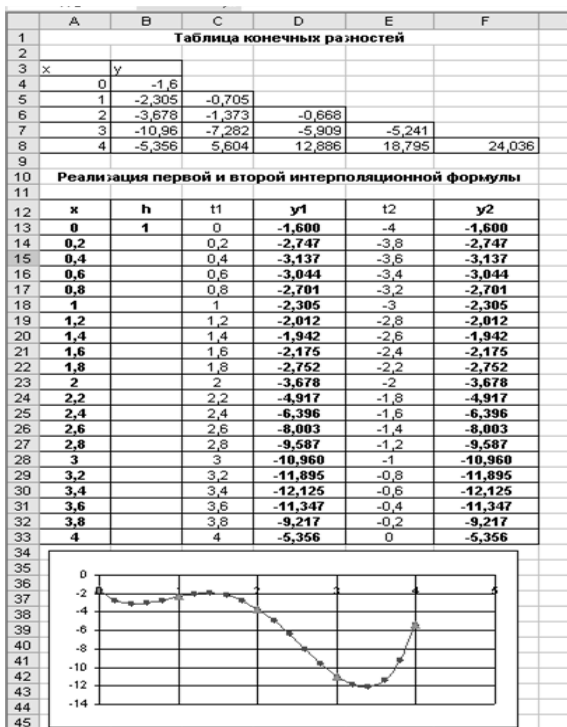 A B C D E F
1 Таблица конечных разностей
2
3 x y
4 0 -1,6
5 1 -2,305 -0,705
6 2 -3,678 -1,373 -0,668
7 3 -10,96 -7,282 -5,909 -5,241
8 4 -5,356 5,604 12,886 18,795 24,036
9
10 Реализация первой и второй интерполяционной формулы
11
12 x h t1 y1 t2 y2
13 0 1 0 -1,600 -4 -1,600
14 0,2 0,2 -2,747 -3,8 -2,747
15 0,4 0,4 -3,137 -3,6 -3,137
16 0,6 0,6 -3,044 -3,4 -3,044
17 0,8 0,8 -2,701 -3,2 -2,701
18 1 1 -2,305 -3 -2,305
19 1,2 1,2 -2,012 -2,8 -2,012
20 1,4 1,4 -1,942 -2,6 -1,942
21 1,6 1,6 -2,175 -2,4 -2,175
22 1,8 1,8 -2,752 -2,2 -2,752
23 2 2 -3,678 -2 -3,678
24 2,2 2,2 -4,917 -1,8 -4,917
25 2,4 2,4 -6,396 -1,6 -6,396
26 2,6 2,6 -8,003 -1,4 -8,003
27 2,8 2,8 -9,587 -1,2 -9,587
28 3 3 -10,960 -1 -10,960
29 3,2 3,2 -11,895 -0,8 -11,895
30 3,4 3,4 -12,125 -0,6 -12,125
31 3,6 3,6 -11,347 -0,4 -11,347
32 3,8 3,8 -9,217 -0,2 -9,217
33 4 4 -5,356 0 -5,356
34
35
36 0
37 -2 0 1 2 3 4 5
38 -4
39 -6
40 -8
41 -10
42
43 -12
44 -14
45